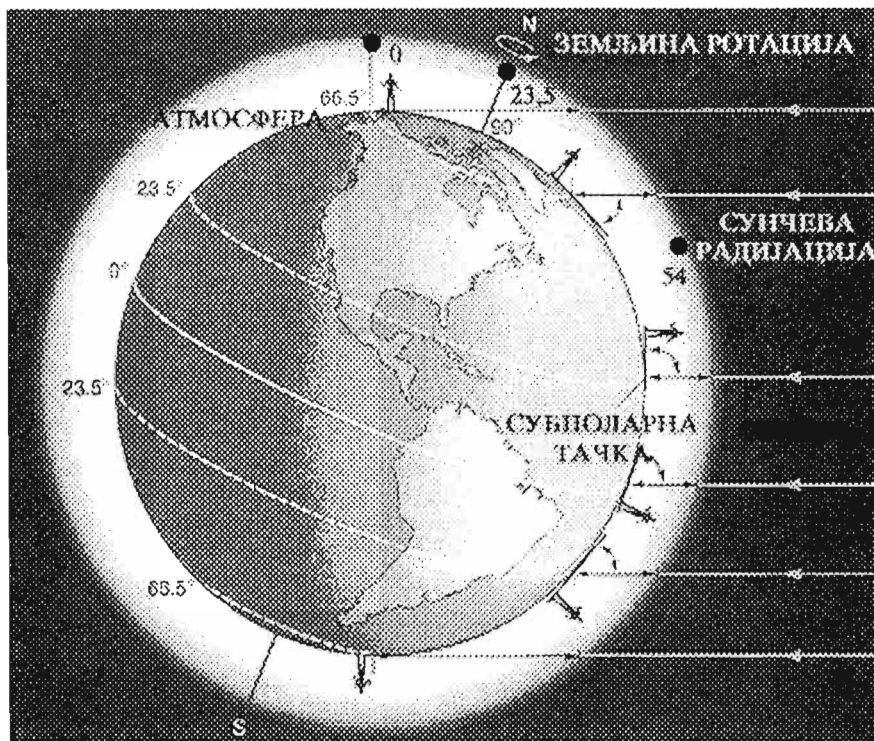 N
ЗЕМЉИНА РОТАЦИЈА
0
66.5°
23.5
90°
АТМОСФЕРА
23.5°
СУНЧЕВА
РАДИЈАЦИЈА
54
0°
23.5°
СУБПОЛАРНА
ТАЧКА
66.5°
S